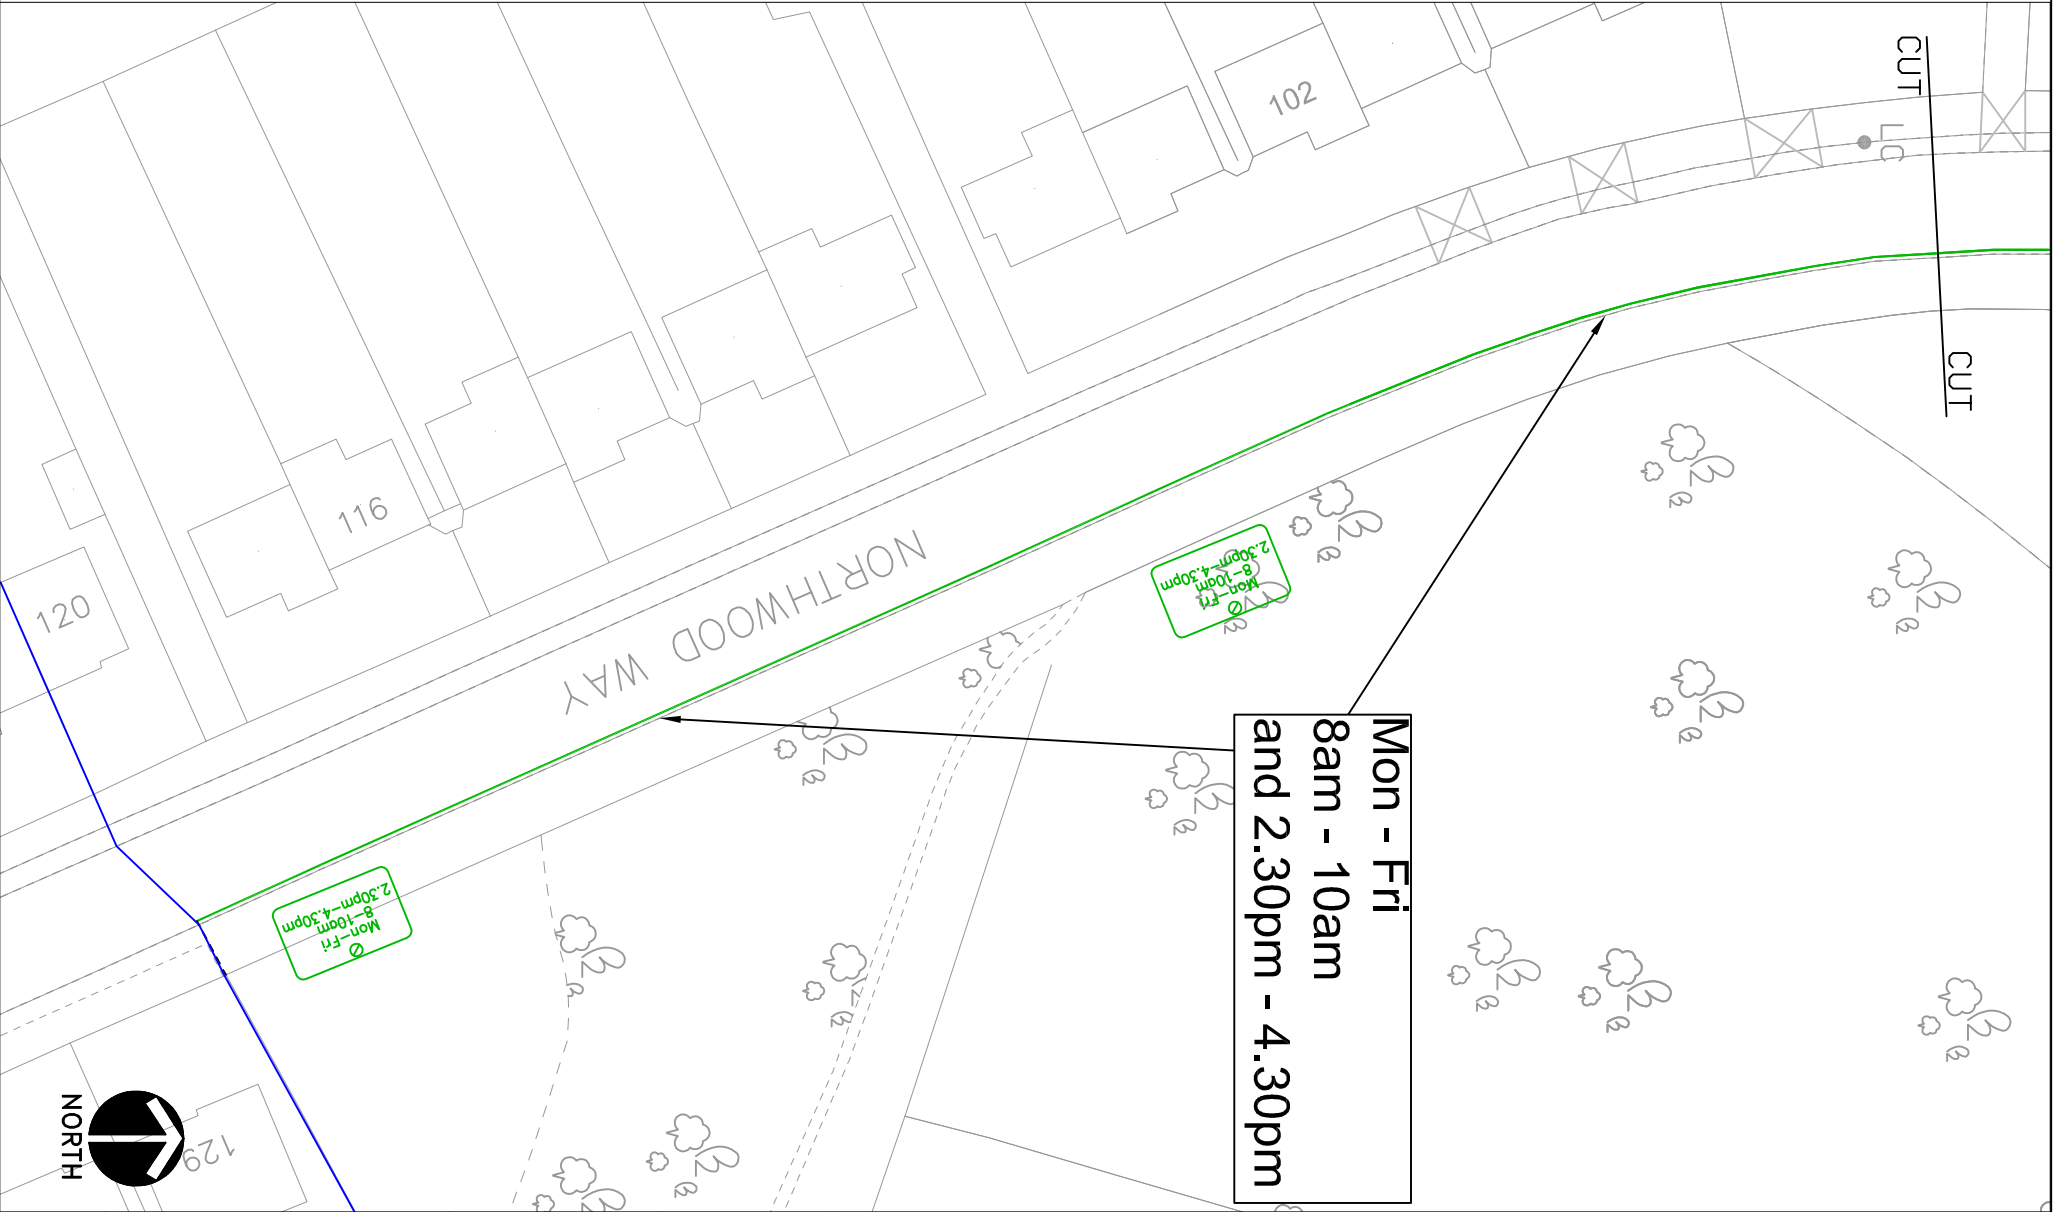 CUT
CUT
LC
102
116
120
NORTHWOOD WAY
Mon-Fri
8-10am
2.30pm-4.30pm
Mon-Fri
8-10am
2.30pm-4.30pm
Mon - Fri
8am - 10am
and 2.30pm - 4.30pm
129
NORTH